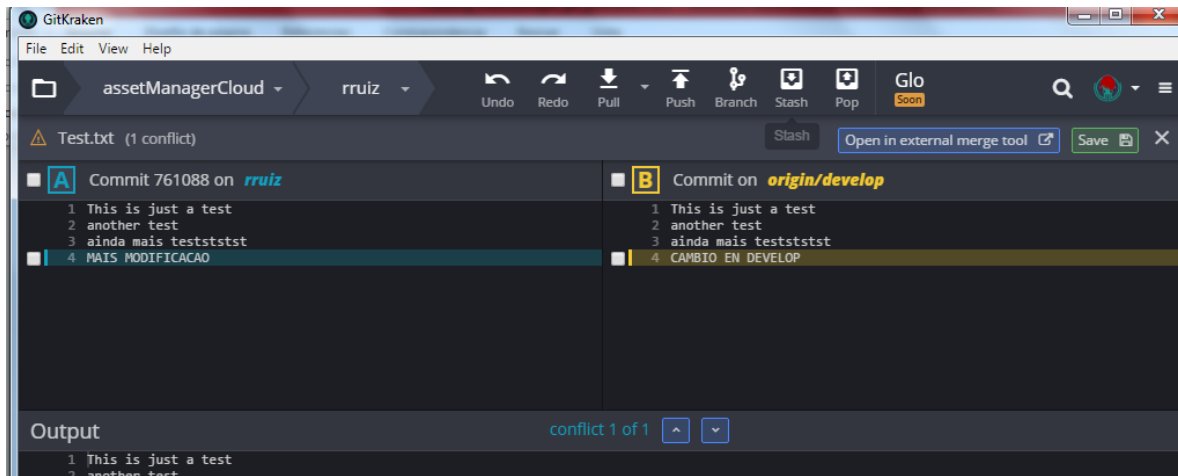 GitKraken
File Edit View Help
assetManagerCloud rruiz Undo Redo Pull Push Branch Stash Pop Glo Soon
Test.txt (1 conflict) Stash Open in external merge tool Save
A Commit 761088 on rruiz
B Commit on origin/develop
1 This is just a test
2 another test
3 ainda mais testststst
4 MAIS MODIFICACAO
1 This is just a test
2 another test
3 ainda mais testststst
4 CAMBIO EN DEVELOP
Output conflict 1 of 1
1 This is just a test
2 another test